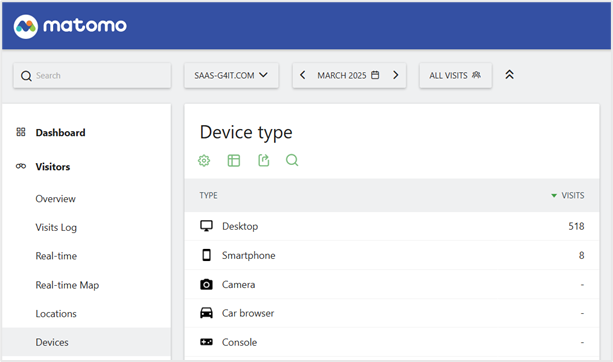 matomo
Search
SAAS-G4IT.COM
MARCH 2025
ALL VISITS
Dashboard
Visitors
Overview
Visits Log
Real-time
Real-time Map
Locations
Devices
Device type
TYPE VISITS
Desktop 518
Smartphone 8
Camera -
Car browser -
Console -